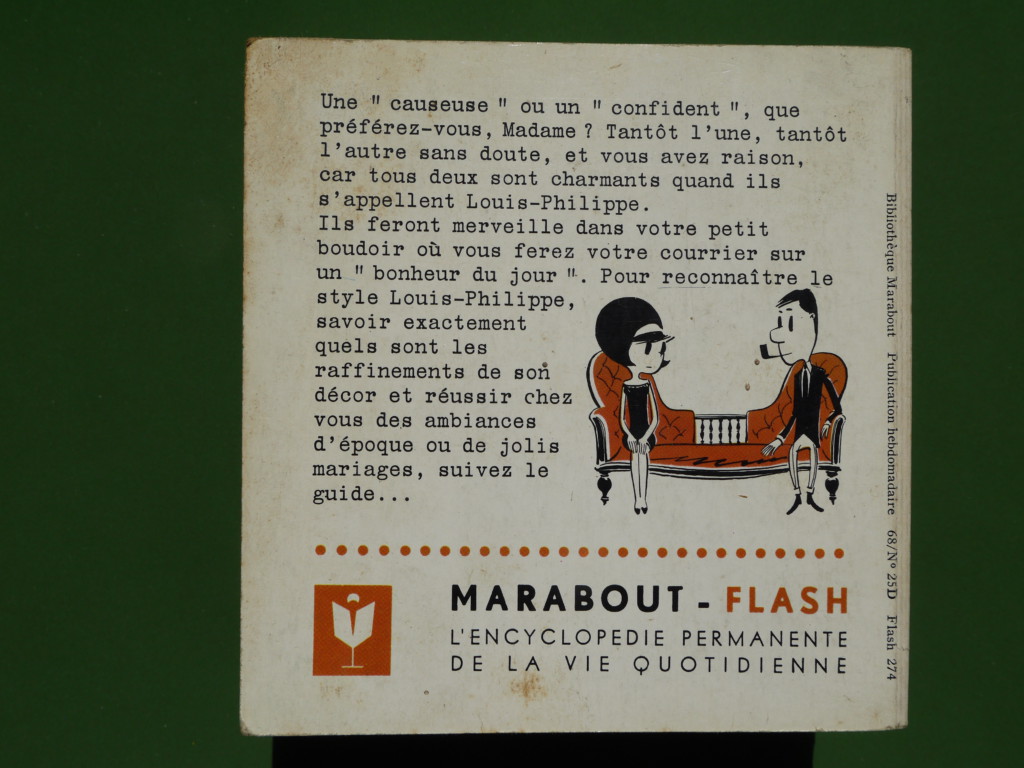 Une " causeuse " ou un " confident ", que
préférez-vous, Madame ? Tantôt l'une, tantôt
l'autre sans doute, et vous avez raison,
car tous deux sont charmants quand ils
s'appellent Louis-Philippe.
Ils feront merveille dans votre petit
boudoir où vous ferez votre courrier sur
un " bonheur du jour ". Pour reconnaître le
style Louis-Philippe,
savoir exactement
quels sont les
raffinements de son
décor et réussir chez
vous des ambiances
d'époque ou de jolis
mariages, suivez le
guide...
MARABOUT - FLASH
L'ENCYCLOPEDIE PERMANENTE
DE LA VIE QUOTIDIENNE
Bibliothèque Marabout Publication hebdomadaire 68/Nº 25D Flash 274